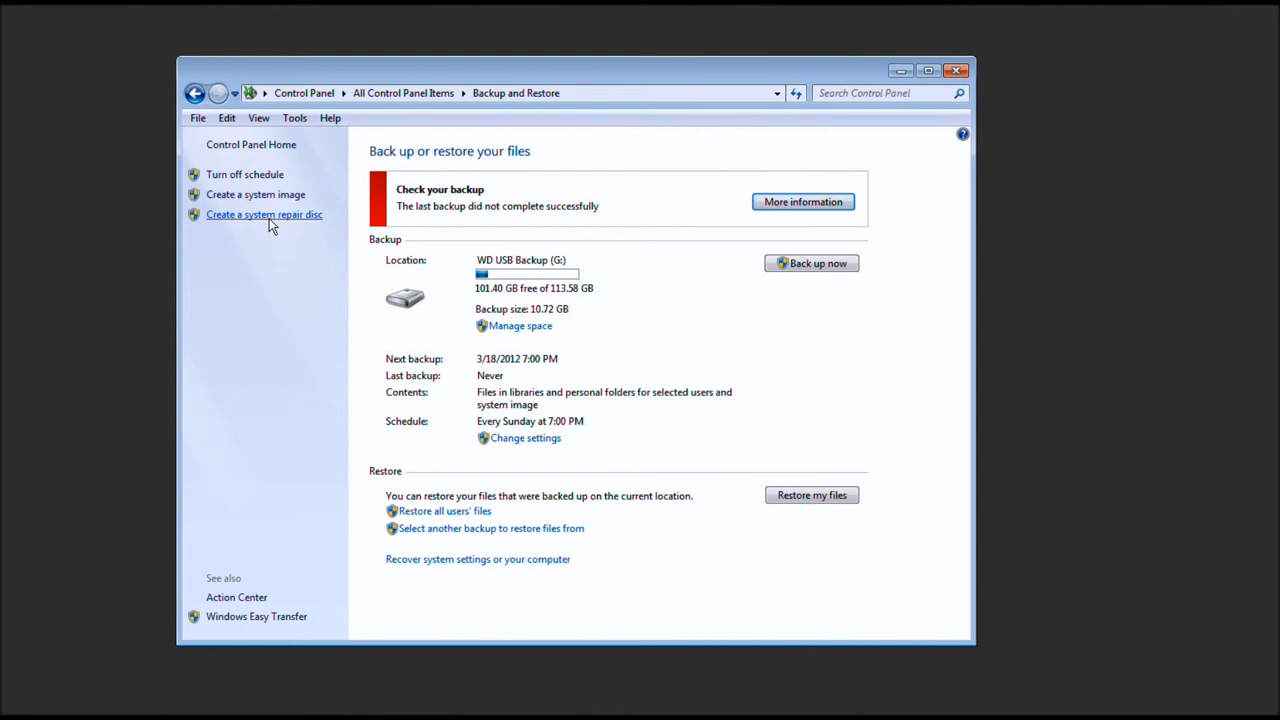 Control Panel All Control Panel Items Backup and Restore Search Control Panel
File Edit View Tools Help
Control Panel Home
Turn off schedule
Create a system image
Create a system repair disc
See also
Action Center
Windows Easy Transfer
Back up or restore your files
Check your backup
The last backup did not complete successfully
More information
Backup
Location: WD USB Backup (G:)
Back up now
101.40 GB free of 113.58 GB
Backup size: 10.72 GB
Manage space
Next backup: 3/18/2012 7:00 PM
Last backup: Never
Contents: Files in libraries and personal folders for selected users and
system image
Schedule: Every Sunday at 7:00 PM
Change settings
Restore
You can restore your files that were backed up on the current location.
Restore my files
Restore all users' files
Select another backup to restore files from
Recover system settings or your computer